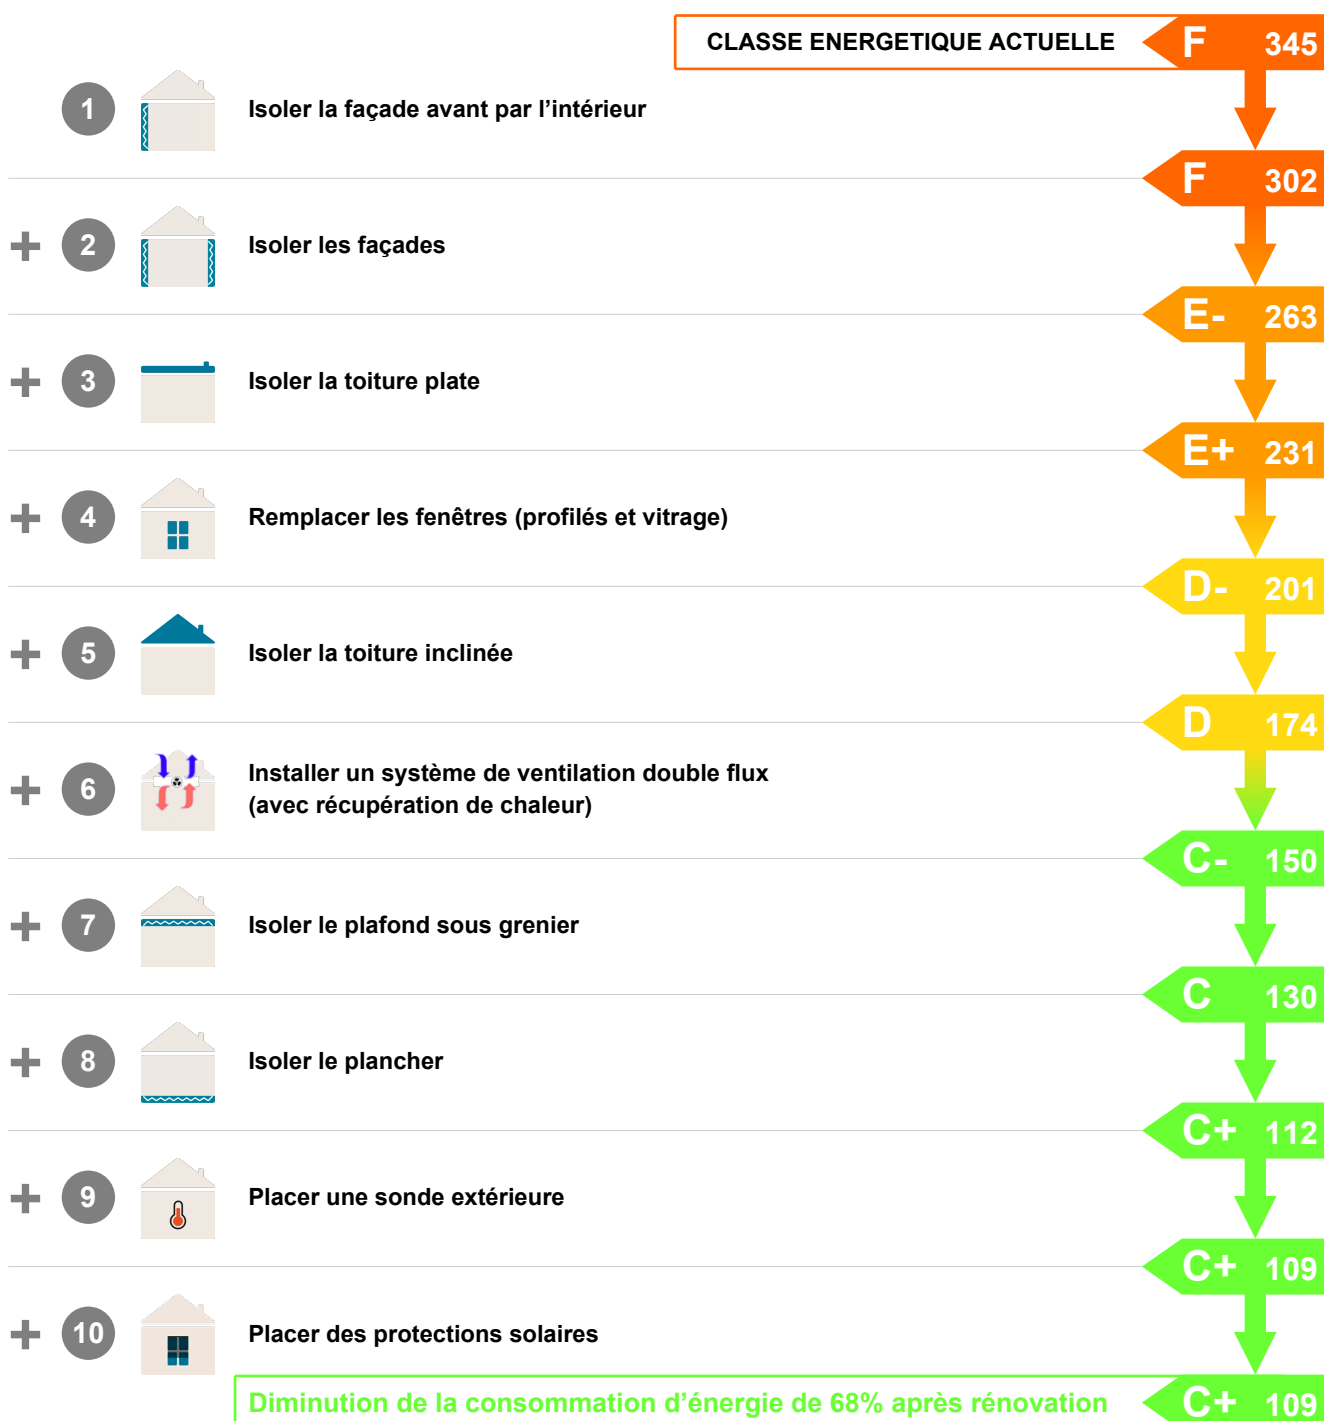 CLASSE ENERGETIQUE ACTUELLE F 345
1 Isoler la façade avant par l’intérieur
F 302
+ 2 Isoler les façades
E- 263
+ 3 Isoler la toiture plate
E+ 231
+ 4 Remplacer les fenêtres (profilés et vitrage)
D- 201
+ 5 Isoler la toiture inclinée
D 174
+ 6 Installer un système de ventilation double flux
(avec récupération de chaleur)
C- 150
+ 7 Isoler le plafond sous grenier
C 130
+ 8 Isoler le plancher
C+ 112
+ 9 Placer une sonde extérieure
C+ 109
+ 10 Placer des protections solaires
Diminution de la consommation d’énergie de 68% après rénovation C+ 109